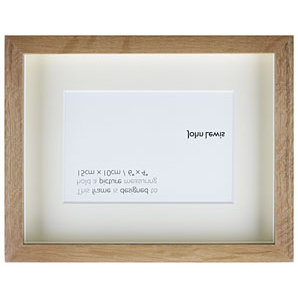 John Lewis
This frame is designed to
hold a picture measuring
15cm x 10cm / 6" x 4"